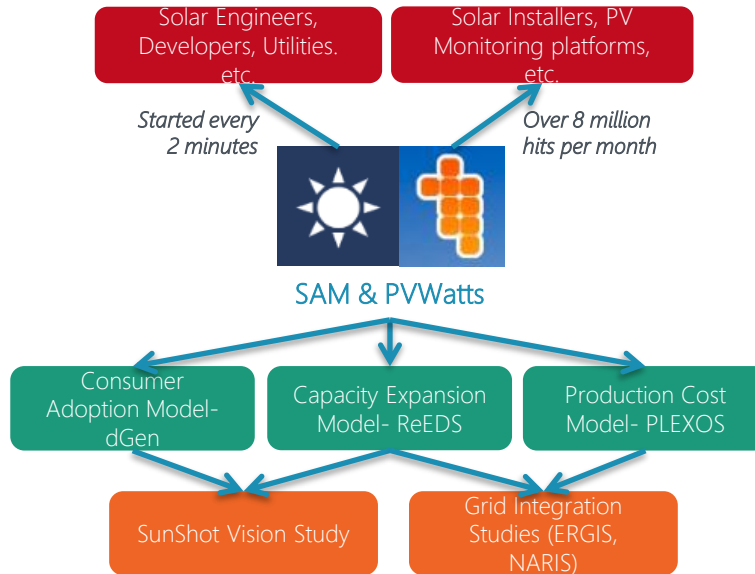 Solar Engineers,
Developers, Utilities.
etc.
Solar Installers, PV
Monitoring platforms,
etc.
Started every
2 minutes
Over 8 million
hits per month
SAM & PVWatts
Consumer
Adoption Model-
dGen
Capacity Expansion
Model- ReEDS
Production Cost
Model- PLEXOS
SunShot Vision Study
Grid Integration
Studies (ERGIS,
NARIS)